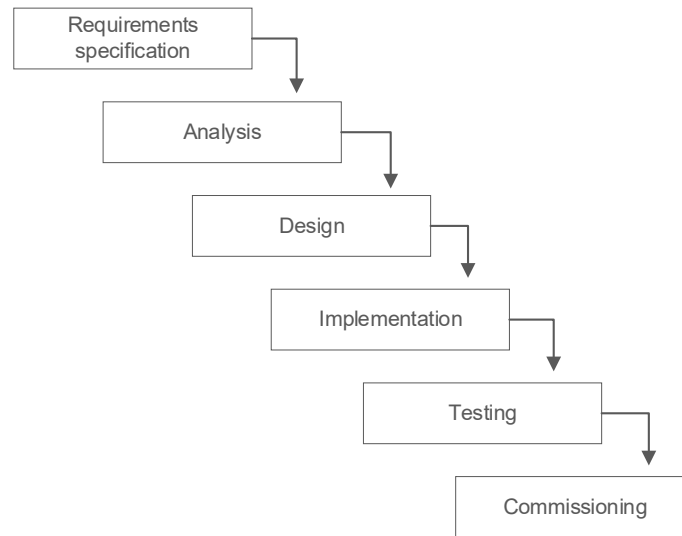 Requirements
specification
Analysis
Design
Implementation
Testing
Commissioning